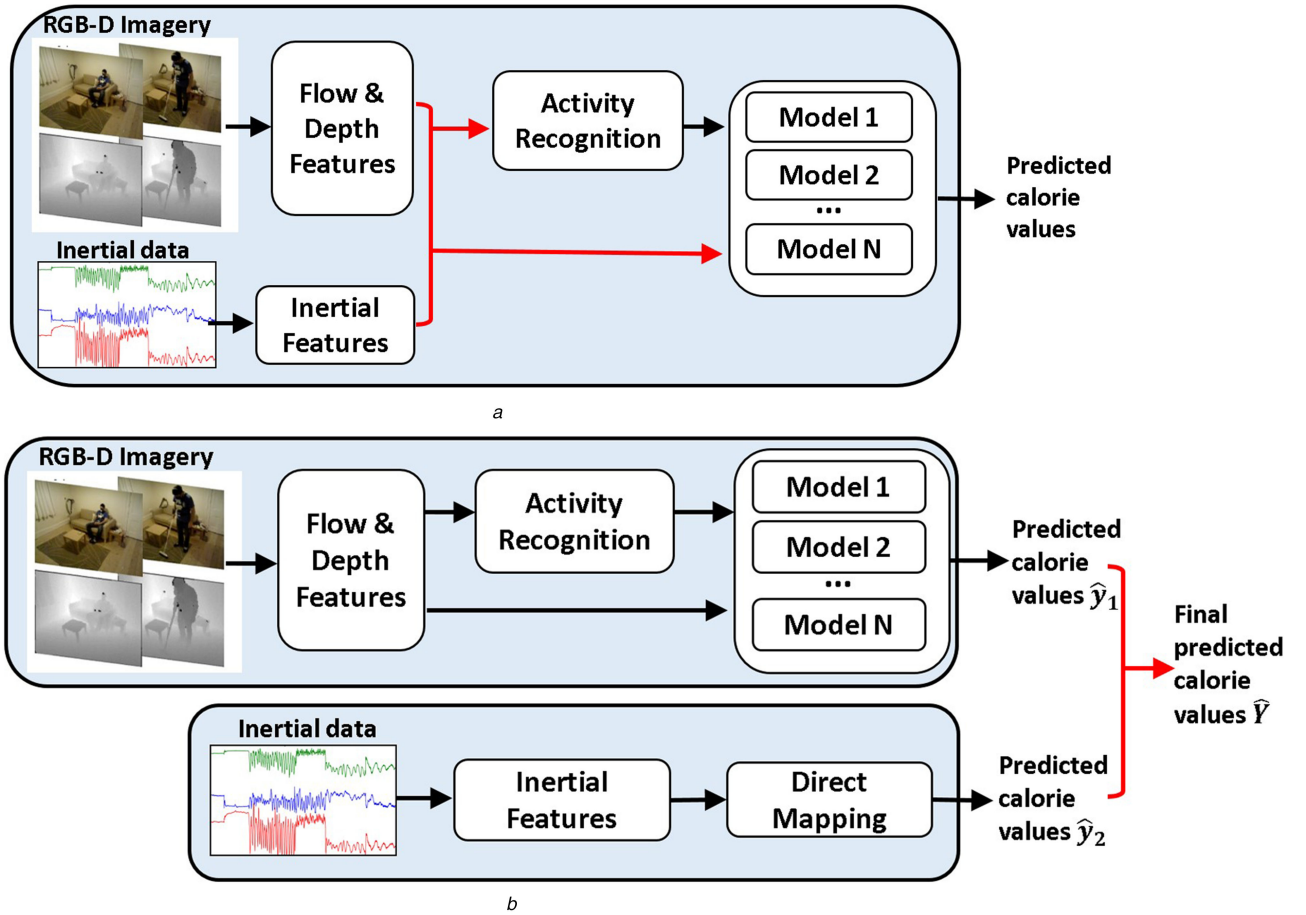 RGB-D Imagery
Flow &
Depth
Features
Activity
Recognition
Model 1
Model 2
...
Model N
Predicted
calorie
values
Inertial data
Inertial
Features
a
RGB-D Imagery
Flow &
Depth
Features
Activity
Recognition
Model 1
Model 2
...
Model N
Predicted
calorie
values ŷ₁
Final
predicted
calorie
values Ŷ
Inertial data
Inertial
Features
Direct
Mapping
Predicted
calorie
values ŷ₂
b